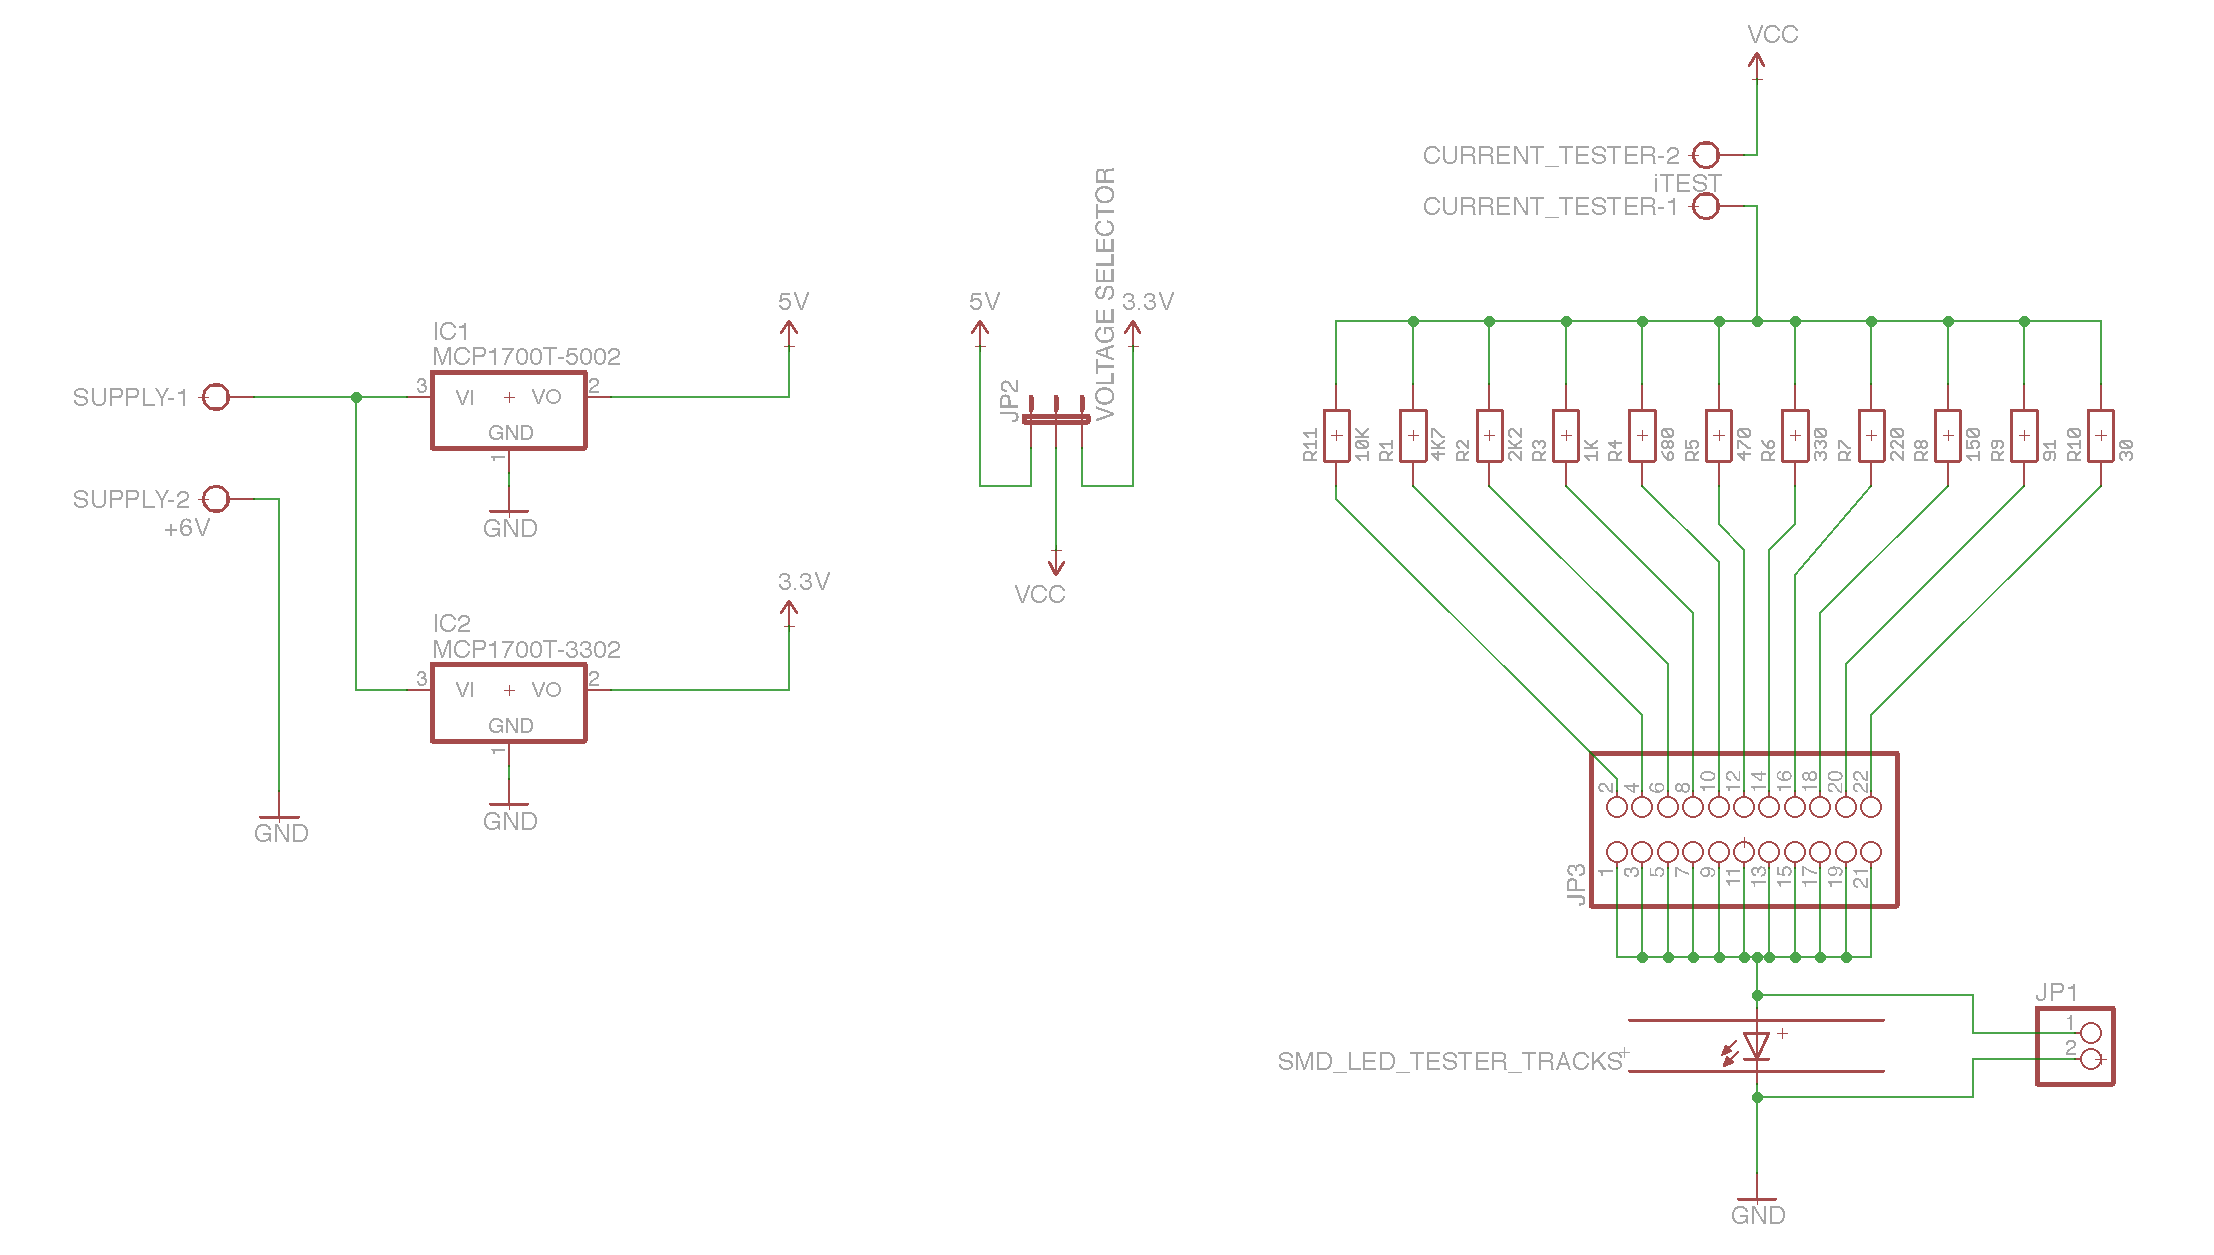 SUPPLY-1
SUPPLY-2
+6V
GND
IC1
MCP1700T-5002
3
VI
VO
2
GND
1
GND
5V
IC2
MCP1700T-3302
3
VI
VO
2
GND
1
GND
3.3V
5V
JP2
VOLTAGE SELECTOR
3.3V
VCC
VCC
CURRENT_TESTER-2
iTEST
CURRENT_TESTER-1
R11
10K
R1
4K7
R2
2K2
R3
1K
R4
680
R5
470
R6
330
R7
220
R8
150
R9
91
R10
30
2 4 6 8 10 12 14 16 18 20 22
JP3
1 3 5 7 9 11 13 15 17 19 21
SMD_LED_TESTER_TRACKS
JP1
1
2
GND